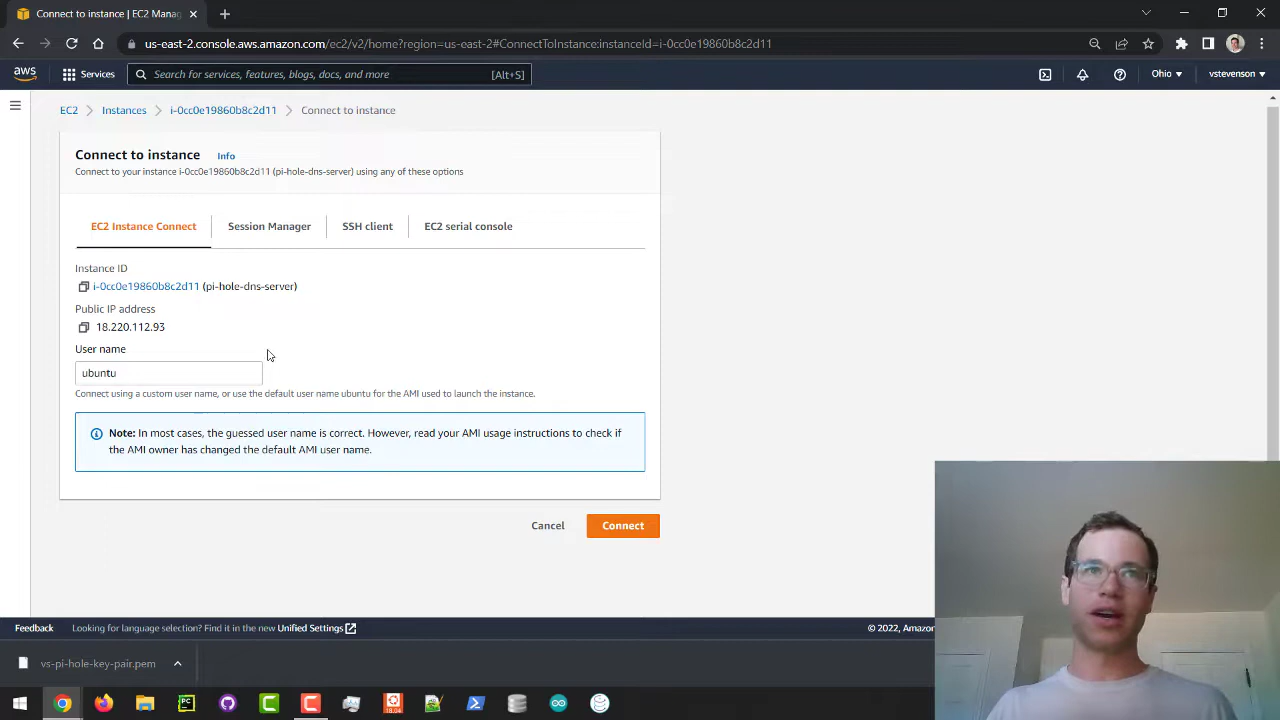 Connect to instance | EC2 Manag
us-east-2.console.aws.amazon.com/ec2/v2/home?region=us-east-2#ConnectToInstance:instanceId=i-0cc0e19860b8c2d11
aws
Services
Search for services, features, blogs, docs, and more
[Alt+S]
Ohio
vstevenson
EC2
Instances
i-0cc0e19860b8c2d11
Connect to instance
Connect to instance
Info
Connect to your instance i-0cc0e19860b8c2d11 (pi-hole-dns-server) using any of these options
EC2 Instance Connect
Session Manager
SSH client
EC2 serial console
Instance ID
i-0cc0e19860b8c2d11 (pi-hole-dns-server)
Public IP address
18.220.112.93
User name
ubuntu
Connect using a custom user name, or use the default user name ubuntu for the AMI used to launch the instance.
Note: In most cases, the guessed user name is correct. However, read your AMI usage instructions to check if
the AMI owner has changed the default AMI user name.
Cancel
Connect
Feedback
Looking for language selection? Find it in the new Unified Settings
© 2022, Amazon
vs-pi-hole-key-pair.pem
PC
18.04